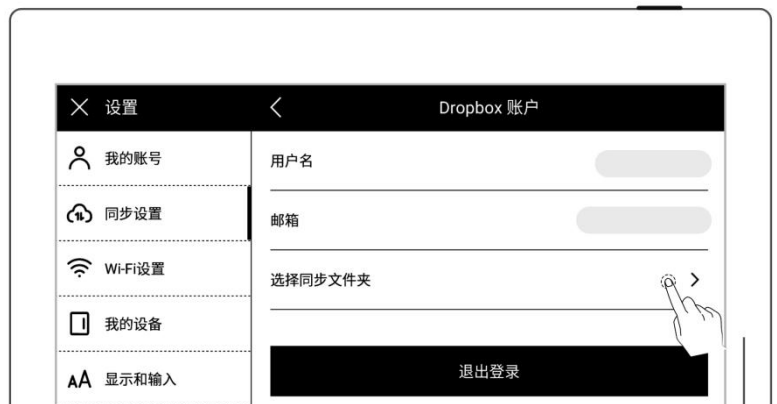 设置
Dropbox 账户
我的账号
用户名
同步设置
邮箱
Wi-Fi设置
选择同步文件夹
我的设备
AA 显示和输入
退出登录